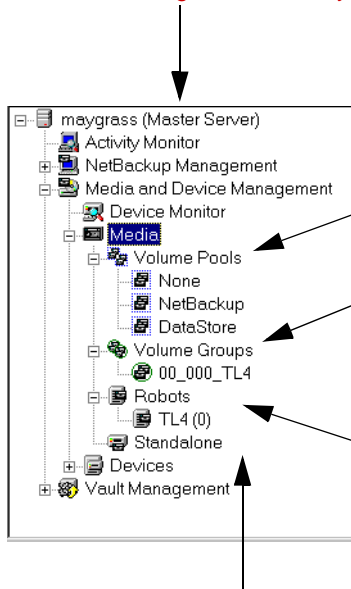 maygrass (Master Server)
Activity Monitor
NetBackup Management
Media and Device Management
Device Monitor
Media
Volume Pools
None
NetBackup
DataStore
Volume Groups
00_000_TL4
Robots
TL4 (0)
Standalone
Devices
Vault Management